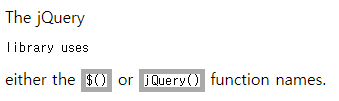 The jQuery
library uses
either the $() or jQuery() function names.